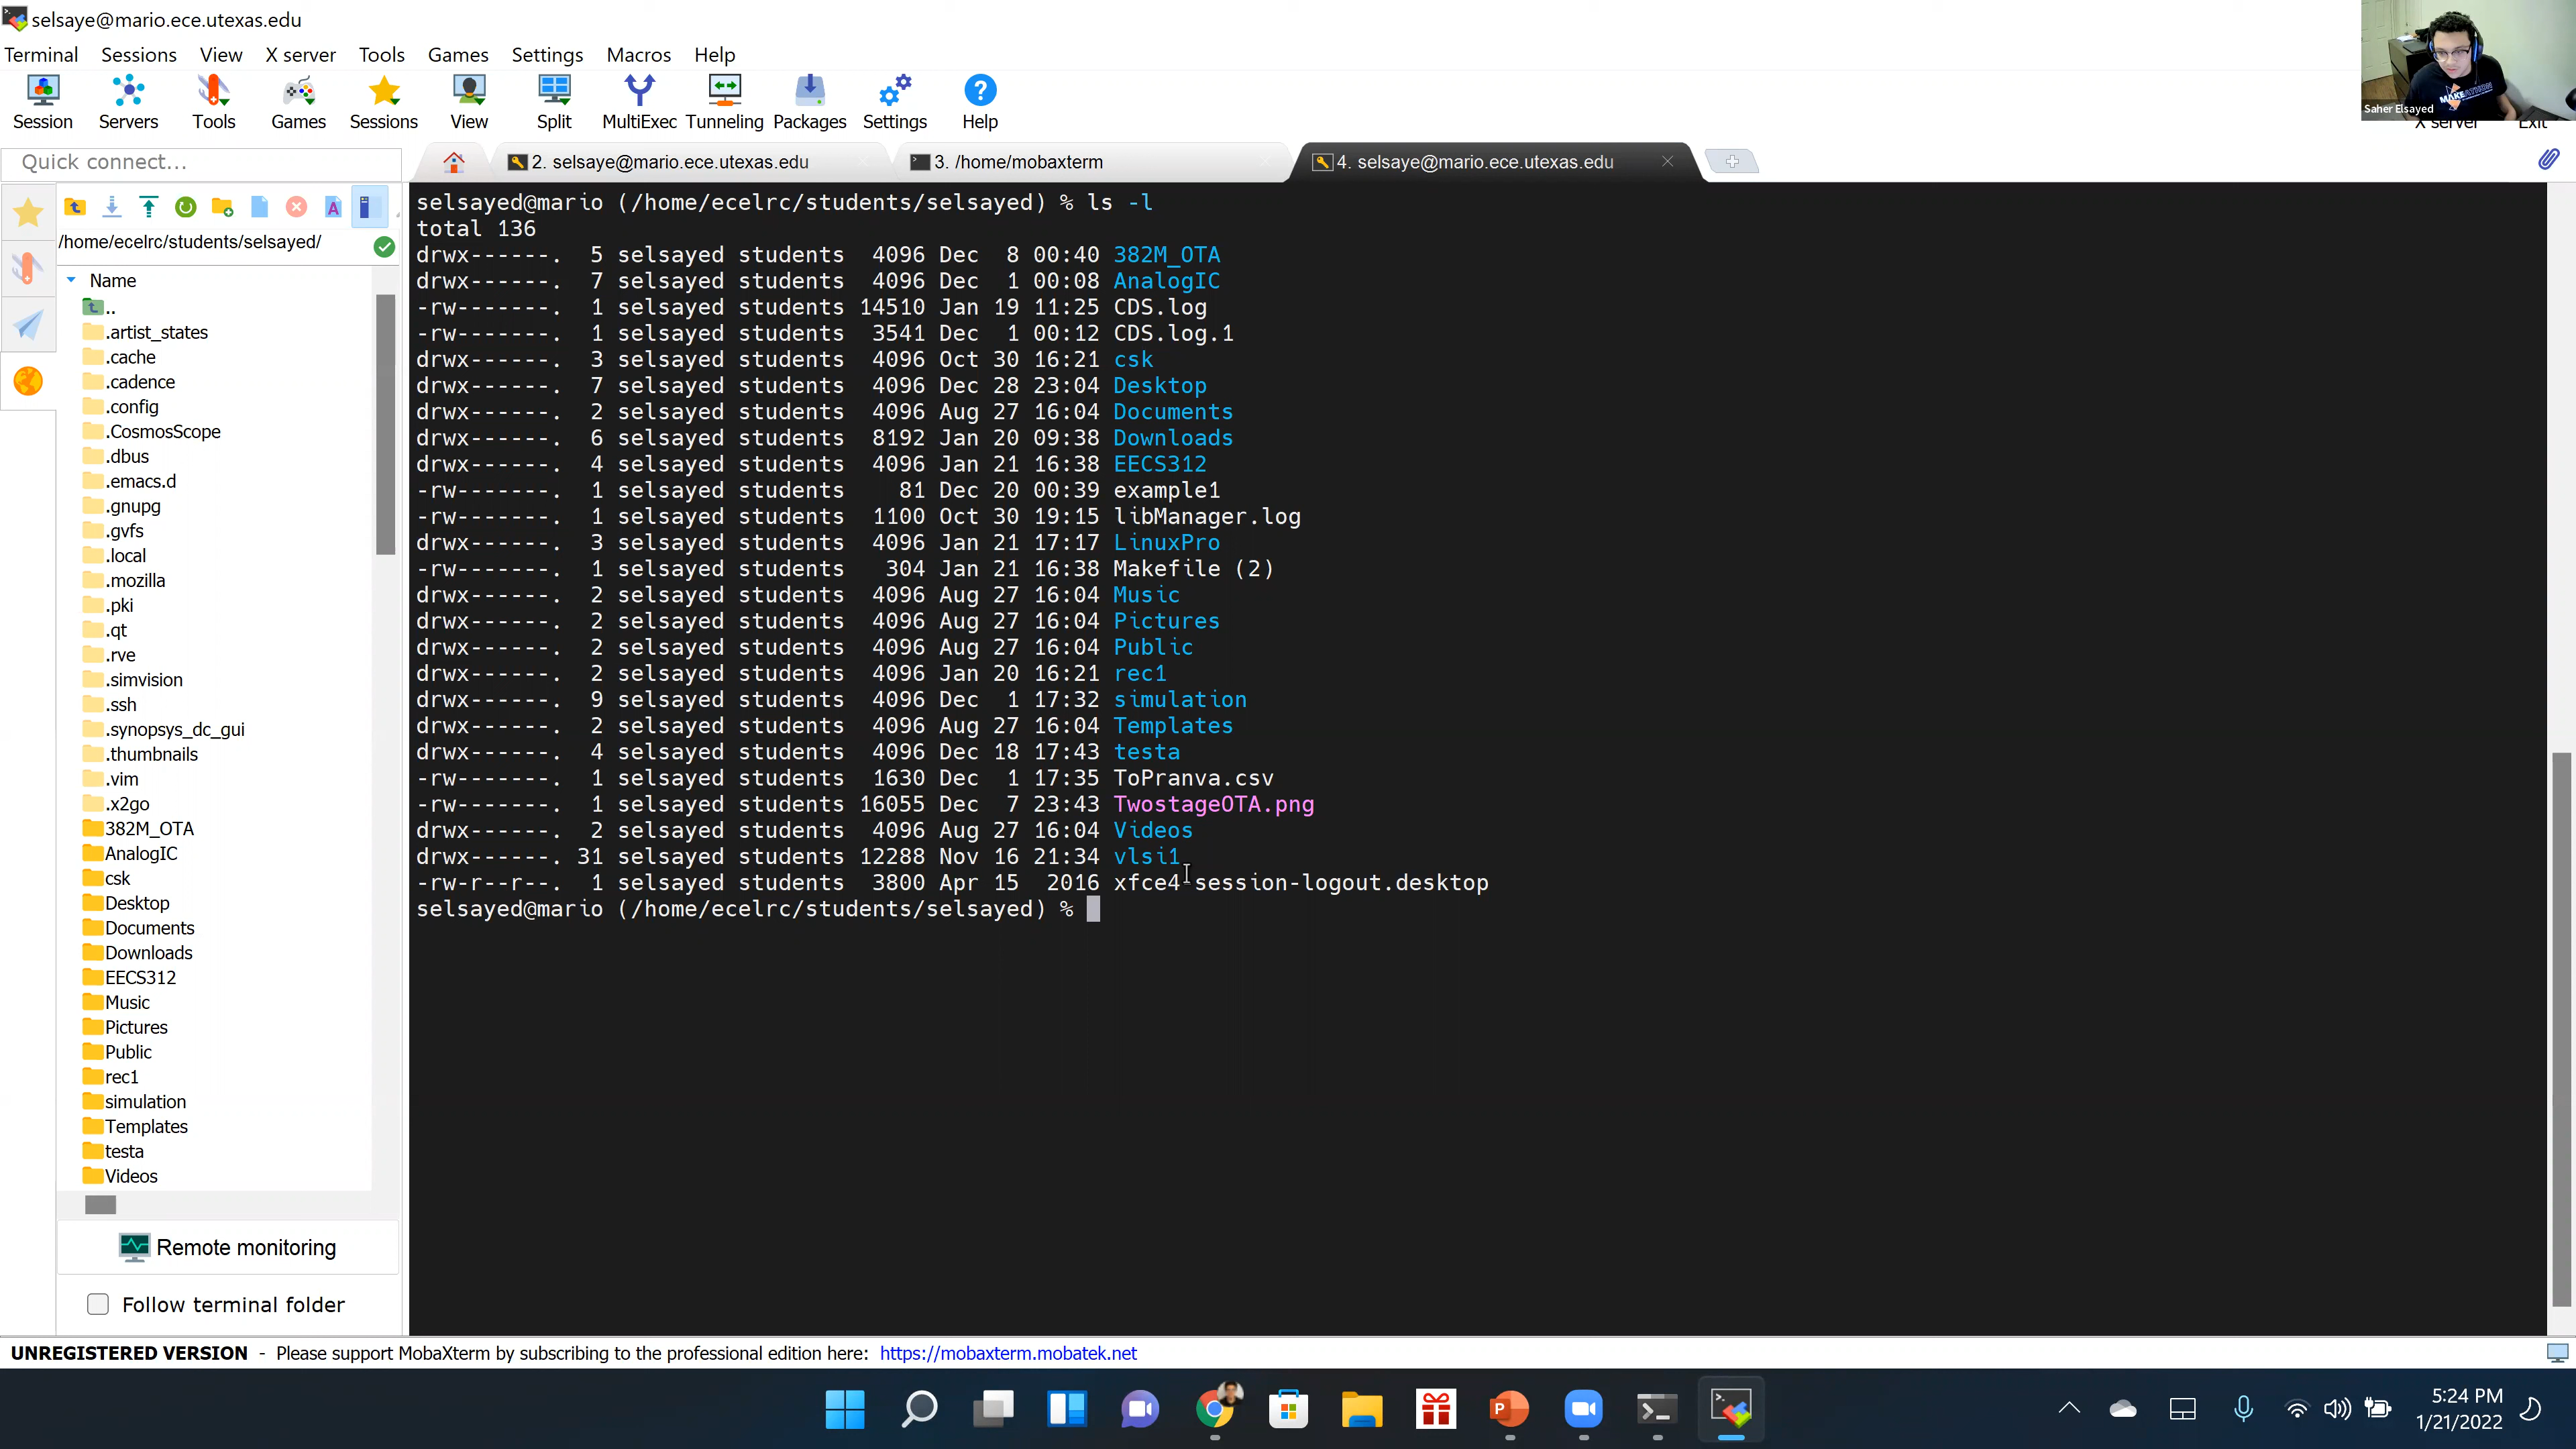 selsaye@mario.ece.utexas.edu
Terminal Sessions View X server Tools Games Settings Macros Help
Session Servers Tools Games Sessions View Split MultiExec Tunneling Packages Settings Help
Saher Elsayed
X server Exit
Quick connect...
2. selsaye@mario.ece.utexas.edu
3. /home/mobaxterm
4. selsaye@mario.ece.utexas.edu
/home/ecelrc/students/selsayed/
Name
..
.artist_states
.cache
.cadence
.config
.CosmosScope
.dbus
.emacs.d
.gnupg
.gvfs
.local
.mozilla
.pki
.qt
.rve
.simvision
.ssh
.synopsys_dc_gui
.thumbnails
.vim
.x2go
382M_OTA
AnalogIC
csk
Desktop
Documents
Downloads
EECS312
Music
Pictures
Public
rec1
simulation
Templates
testa
Videos
Remote monitoring
Follow terminal folder
selsayed@mario (/home/ecelrc/students/selsayed) % ls -l
total 136
drwx------. 5 selsayed students 4096 Dec 8 00:40 382M_OTA
drwx------. 7 selsayed students 4096 Dec 1 00:08 AnalogIC
-rw-------. 1 selsayed students 14510 Jan 19 11:25 CDS.log
-rw-------. 1 selsayed students 3541 Dec 1 00:12 CDS.log.1
drwx------. 3 selsayed students 4096 Oct 30 16:21 csk
drwx------. 7 selsayed students 4096 Dec 28 23:04 Desktop
drwx------. 2 selsayed students 4096 Aug 27 16:04 Documents
drwx------. 6 selsayed students 8192 Jan 20 09:38 Downloads
drwx------. 4 selsayed students 4096 Jan 21 16:38 EECS312
-rw-------. 1 selsayed students 81 Dec 20 00:39 example1
-rw-------. 1 selsayed students 1100 Oct 30 19:15 libManager.log
drwx------. 3 selsayed students 4096 Jan 21 17:17 LinuxPro
-rw-------. 1 selsayed students 304 Jan 21 16:38 Makefile (2)
drwx------. 2 selsayed students 4096 Aug 27 16:04 Music
drwx------. 2 selsayed students 4096 Aug 27 16:04 Pictures
drwx------. 2 selsayed students 4096 Aug 27 16:04 Public
drwx------. 2 selsayed students 4096 Jan 20 16:21 rec1
drwx------. 9 selsayed students 4096 Dec 1 17:32 simulation
drwx------. 2 selsayed students 4096 Aug 27 16:04 Templates
drwx------. 4 selsayed students 4096 Dec 18 17:43 testa
-rw-------. 1 selsayed students 1630 Dec 1 17:35 ToPranva.csv
-rw-------. 1 selsayed students 16055 Dec 7 23:43 TwostageOTA.png
drwx------. 2 selsayed students 4096 Aug 27 16:04 Videos
drwx------. 31 selsayed students 12288 Nov 16 21:34 vlsi1
-rw-r--r--. 1 selsayed students 3800 Apr 15 2016 xfce4-session-logout.desktop
selsayed@mario (/home/ecelrc/students/selsayed) %
UNREGISTERED VERSION - Please support MobaXterm by subscribing to the professional edition here: https://mobaxterm.mobatek.net
5:24 PM
1/21/2022